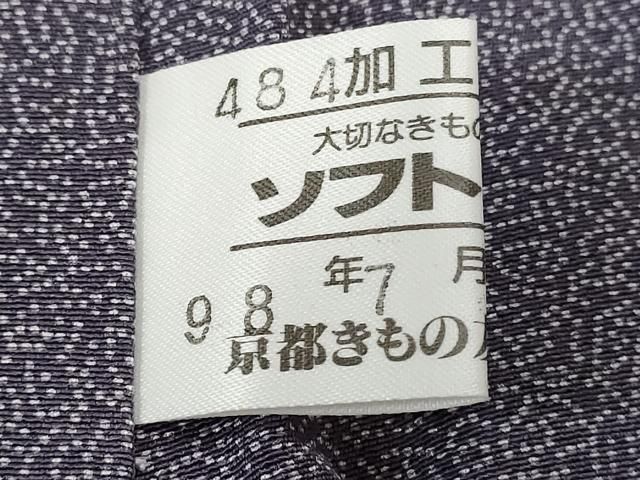 484加工
大切なきもの
ソフト
年 月
98 7
京都きもの